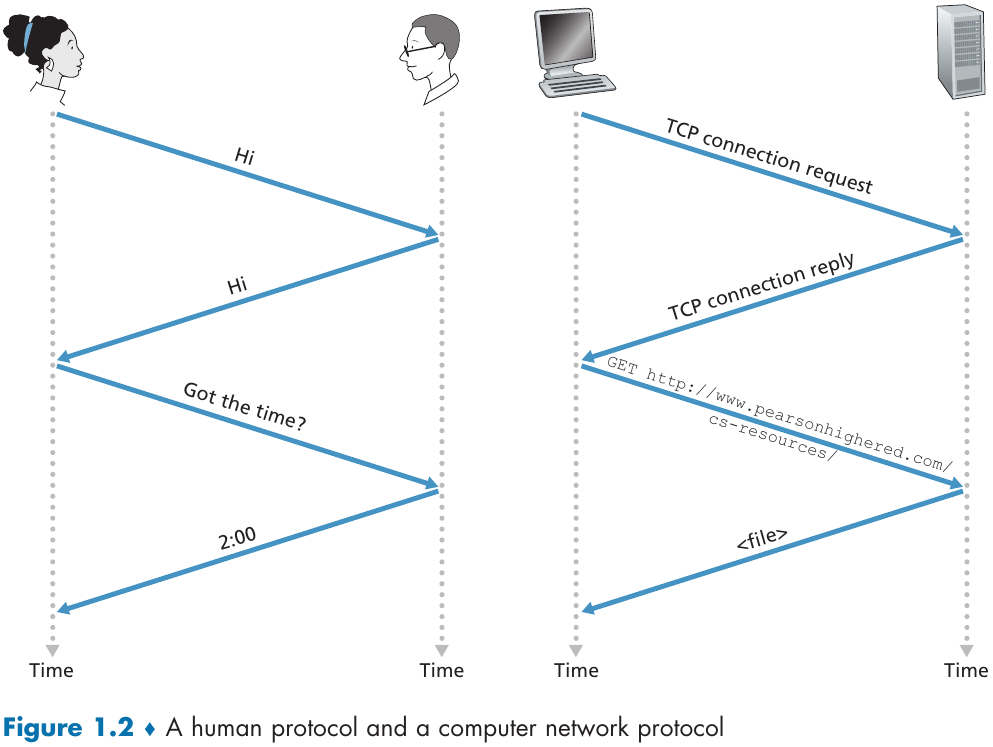 Hi
Hi
Got the time?
2:00
Time
Time
TCP connection request
TCP connection reply
GET http://www.pearsonhighered.com/
cs-resources/
<file>
Time
Time
Figure 1.2 ♦ A human protocol and a computer network protocol